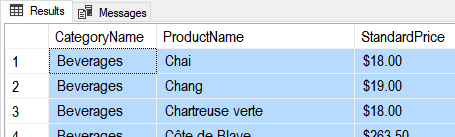 Results Messages
CategoryName ProductName StandardPrice
1 Beverages Chai $18.00
2 Beverages Chang $19.00
3 Beverages Chartreuse verte $18.00
Beverages Côte de Blaye $263.50